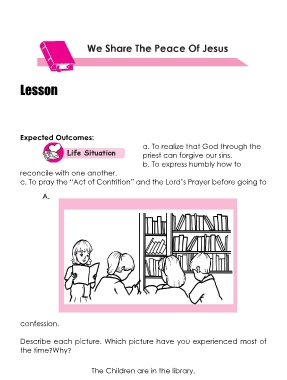 We Share The Peace Of Jesus
Lesson
Expected Outcomes:
Life Situation
a. To realize that God through the
priest can forgive our sins.
b. To express humbly how to
reconcile with one another.
c. To pray the “Act of Contrition” and the Lord’s Prayer before going to
A.
confession.
Describe each picture. Which picture have you experienced most of
the time?Why?
The Children are in the library.